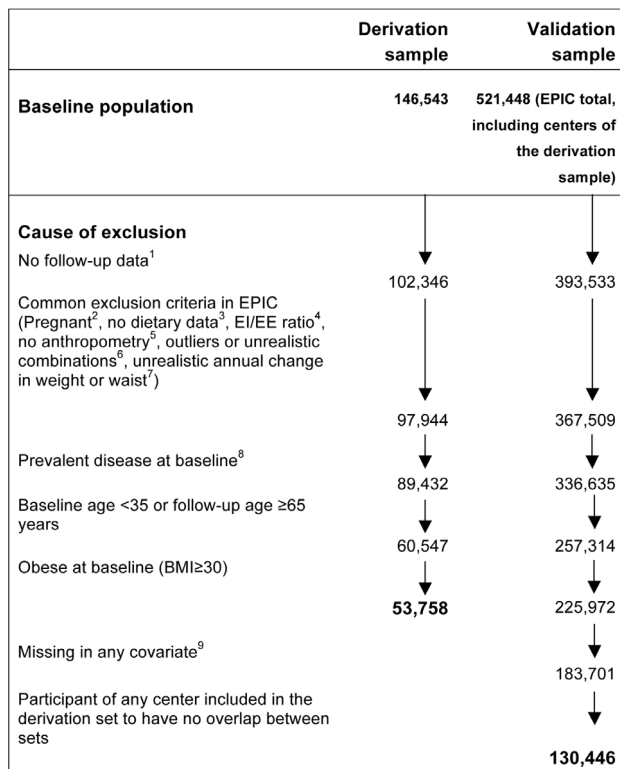 Derivation sample
Validation sample
Baseline population
146,543
521,448 (EPIC total,
including centers of
the derivation
sample)
Cause of exclusion
No follow-up data¹
102,346
393,533
Common exclusion criteria in EPIC
(Pregnant², no dietary data³, EI/EE ratio⁴,
no anthropometry⁵, outliers or unrealistic
combinations⁶, unrealistic annual change
in weight or waist⁷)
97,944
367,509
Prevalent disease at baseline⁸
89,432
336,635
Baseline age <35 or follow-up age ≥65
years
60,547
257,314
Obese at baseline (BMI≥30)
53,758
225,972
Missing in any covariate⁹
183,701
Participant of any center included in the
derivation set to have no overlap between
sets
130,446